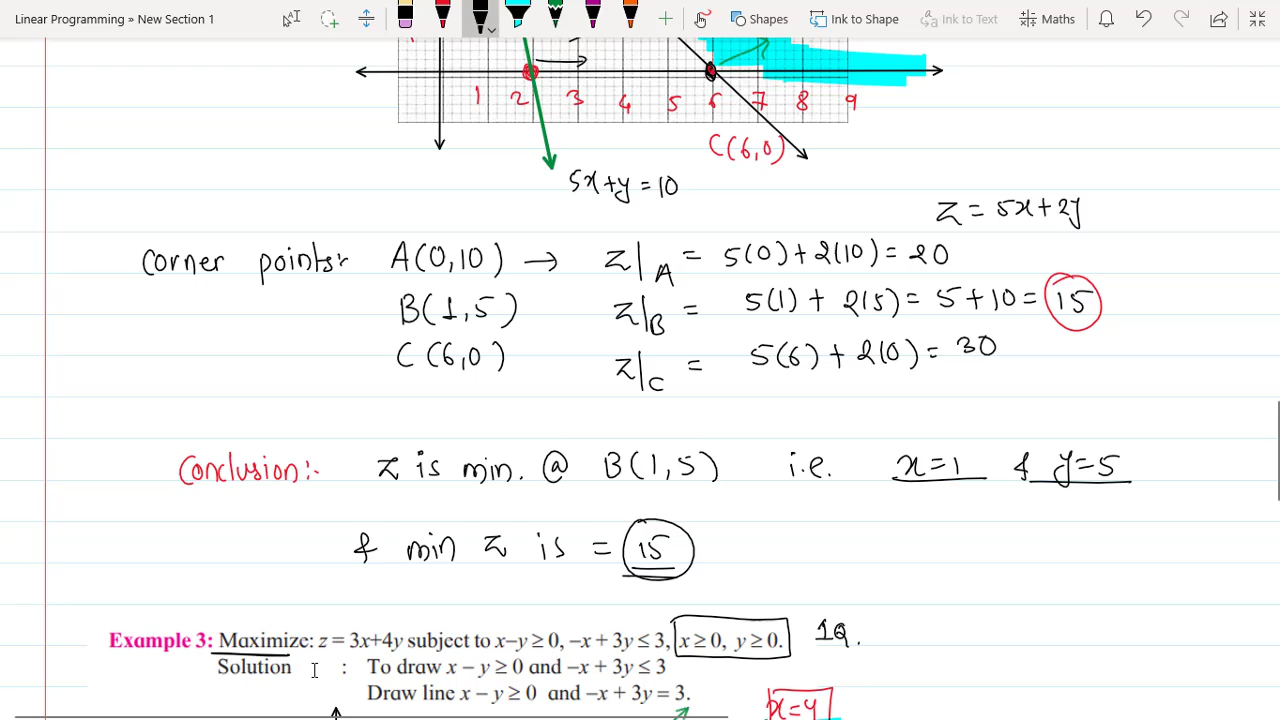 Linear Programming » New Section 1 Shapes Ink to Shape Ink to Text Maths
1 2 3 4 5 6 7 8 9
C(6,0)
5x+y=10
Z = 5x+2y
Corner points:- A(0,10) → Z|A = 5(0)+2(10)=20
B(1,5) Z|B = 5(1) + 2(5) = 5+10 = 15
C(6,0) Z|C = 5(6)+2(0) = 30
Conclusion:- Z is min. @ B(1,5) i.e. x=1 & y=5
& min Z is = 15
Example 3: Maximize: z = 3x+4y subject to x–y ≥ 0, –x + 3y ≤ 3, x ≥ 0, y ≥ 0. 1Q.
Solution : To draw x – y ≥ 0 and –x + 3y ≤ 3
Draw line x – y ≥ 0 and –x + 3y = 3.
x=y